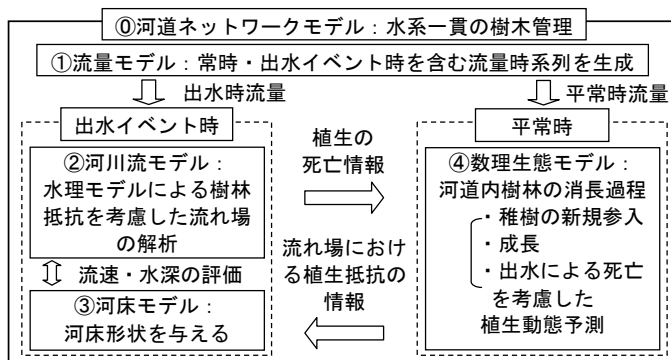 ⓪河道ネットワークモデル：水系一貫の樹木管理
①流量モデル：常時・出水イベント時を含む流量時系列を生成
出水時流量
平常時流量
出水イベント時
②河川流モデル：
水理モデルによる樹林
抵抗を考慮した流れ場
の解析
流速・水深の評価
③河床モデル：
河床形状を与える
植生の
死亡情報
流れ場におけ
る植生抵抗の
情報
平常時
④数理生態モデル：
河道内樹林の消長過程
・稚樹の新規参入
・成長
・出水による死亡
を考慮した
植生動態予測